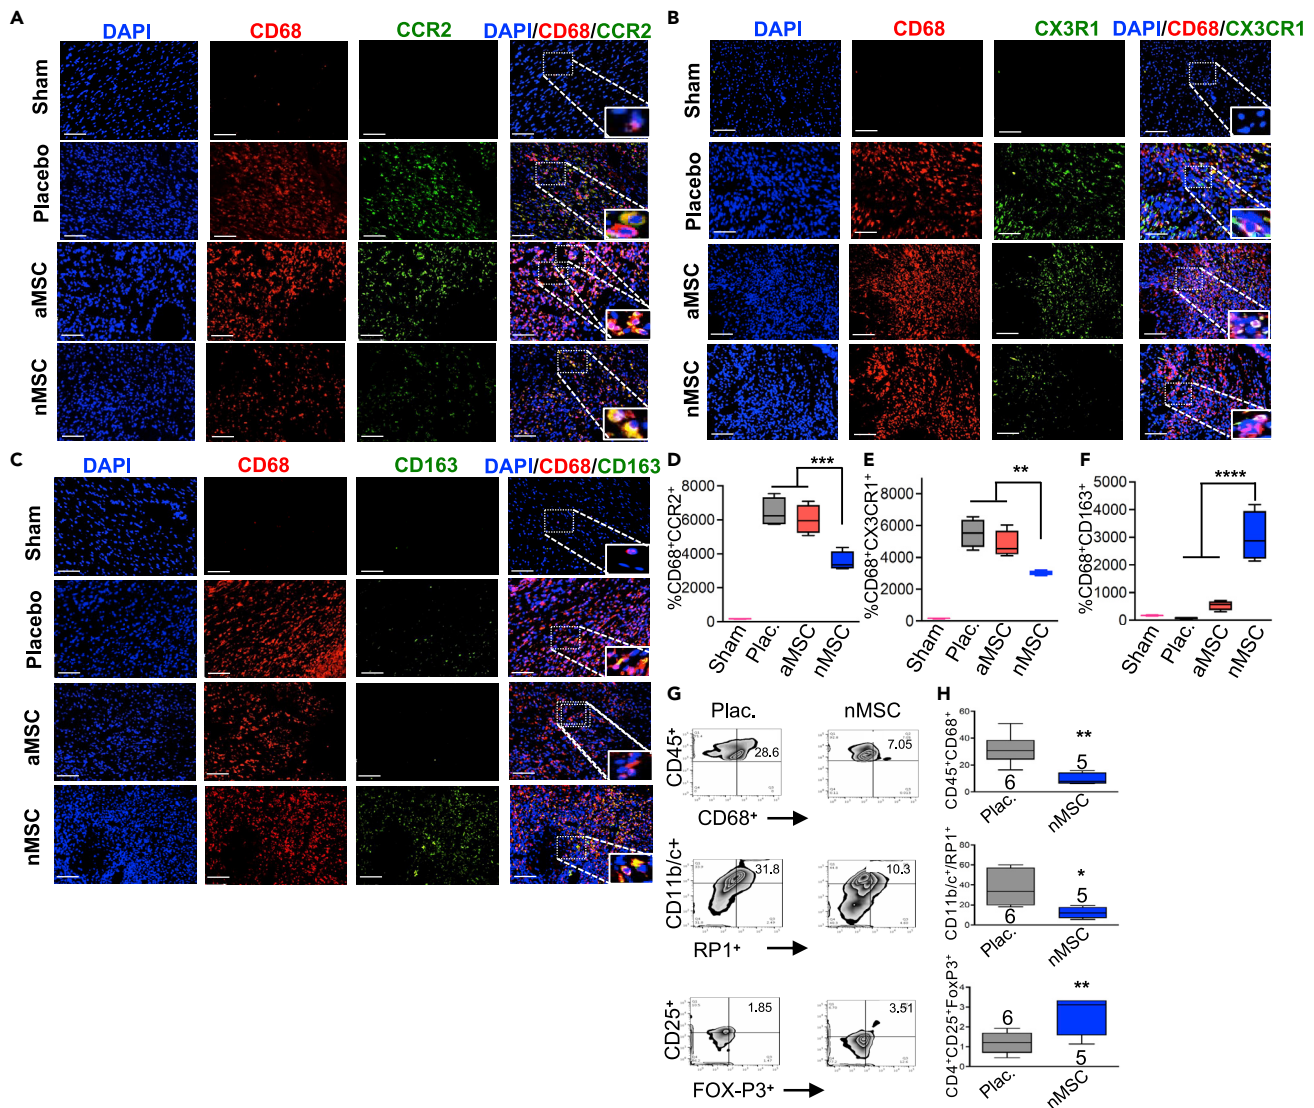 A
DAPI CD68 CCR2 DAPI/CD68/CCR2
Sham
Placebo
aMSC
nMSC
B
DAPI CD68 CX3R1 DAPI/CD68/CX3CR1
Sham
Placebo
aMSC
nMSC
C
DAPI CD68 CD163 DAPI/CD68/CD163
Sham
Placebo
aMSC
nMSC
D
%CD68+CCR2+
8000
6000
4000
2000
0
***
Sham Plac. aMSC nMSC
E
%CD68+CX3CR1+
8000
6000
4000
2000
0
**
Sham Plac. aMSC nMSC
F
%CD68+CD163+
5000
4000
3000
2000
1000
0
****
Sham Plac. aMSC nMSC
G
Plac. nMSC
CD45+
28.6 7.05
CD68+
CD11b/c+
31.8 10.3
RP1+
CD25+
1.85 3.51
FOX-P3+
H
CD45+CD68+
60
40
20
0
**
6 5
Plac. nMSC
CD11b/c+/RP1+
80
60
40
20
0
*
6 5
Plac. nMSC
CD4+CD25+FoxP3+
4
3
2
1
0
**
6 5
Plac. nMSC